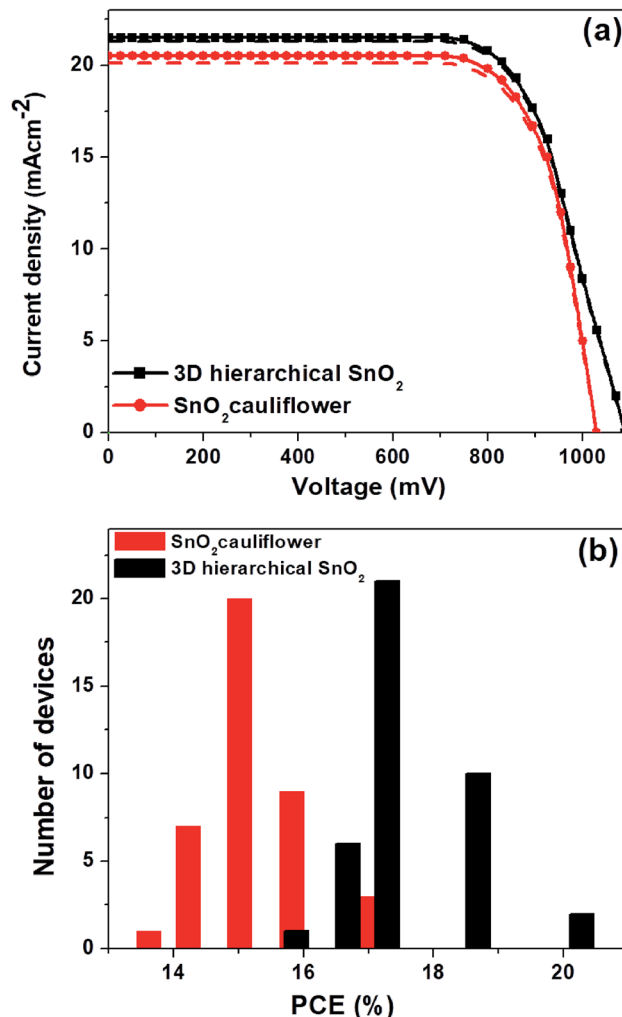 (a)
20
15
10
5
0
Current density (mAcm-2)
3D hierarchical SnO2
SnO2cauliflower
0 200 400 600 800 1000
Voltage (mV)
(b)
SnO2cauliflower
3D hierarchical SnO2
20
15
10
5
0
Number of devices
14 16 18 20
PCE (%)